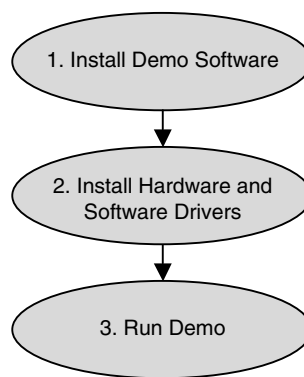 1. Install Demo Software
2. Install Hardware and
Software Drivers
3. Run Demo